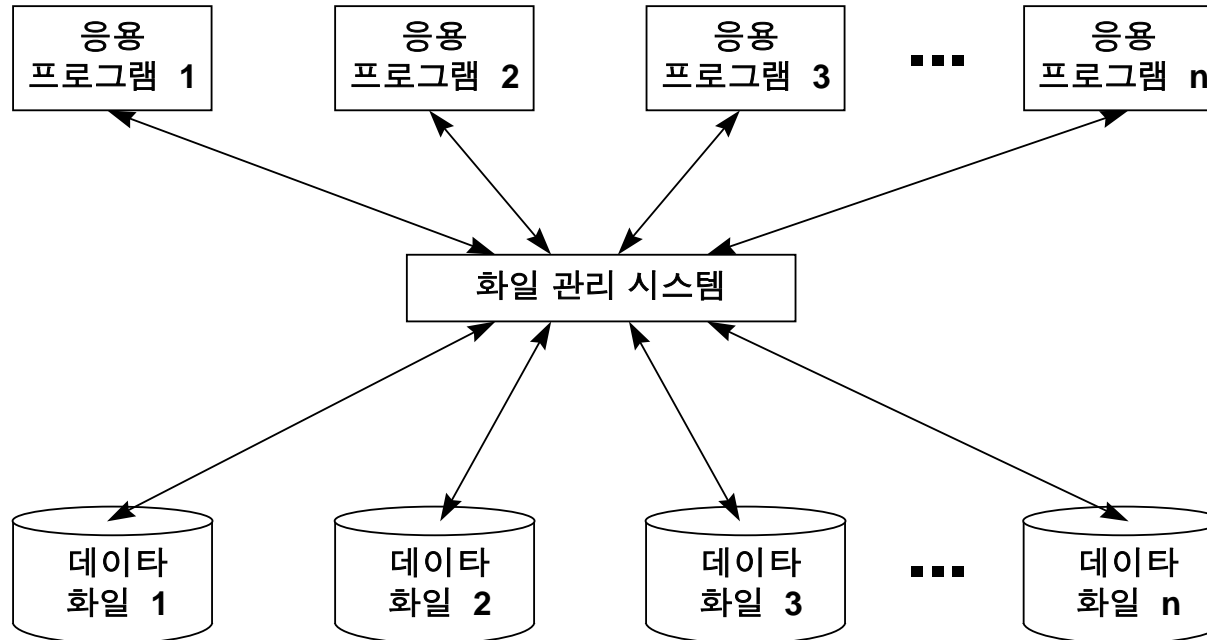 응용
프로그램 1
응용
프로그램 2
응용
프로그램 3
응용
프로그램 n
화일 관리 시스템
데이타
화일 1
데이타
화일 2
데이타
화일 3
데이타
화일 n